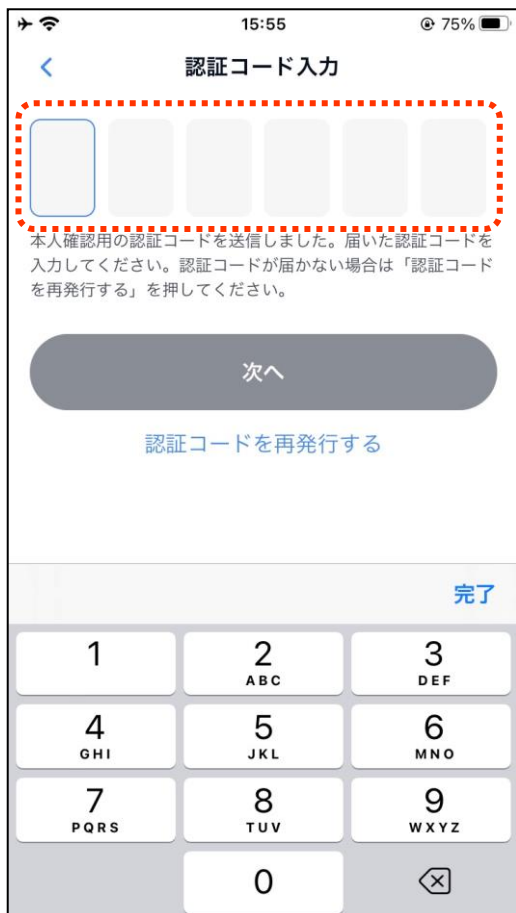 15:55
75%
認証コード入力
本人確認用の認証コードを送信しました。届いた認証コードを
入力してください。認証コードが届かない場合は「認証コード
を再発行する」を押してください。
次へ
認証コードを再発行する
完了
1
2
ABC
3
DEF
4
GHI
5
JKL
6
MNO
7
PQRS
8
TUV
9
WXYZ
0